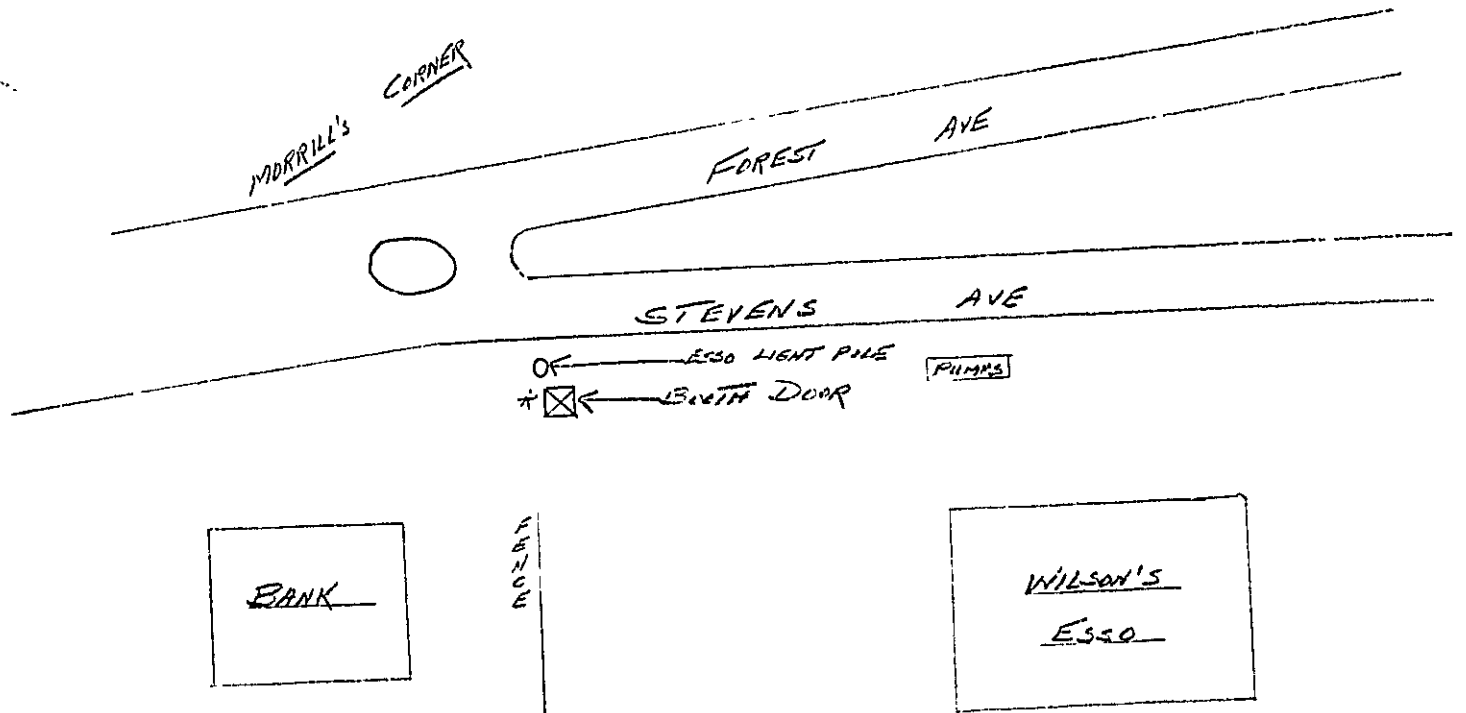 MORRILL'S CORNER
FOREST AVE
STEVENS AVE
ESSO LIGHT POLE
PUMPS
* BOOTH DOOR
FENCE
BANK
WILSON'S
ESSO